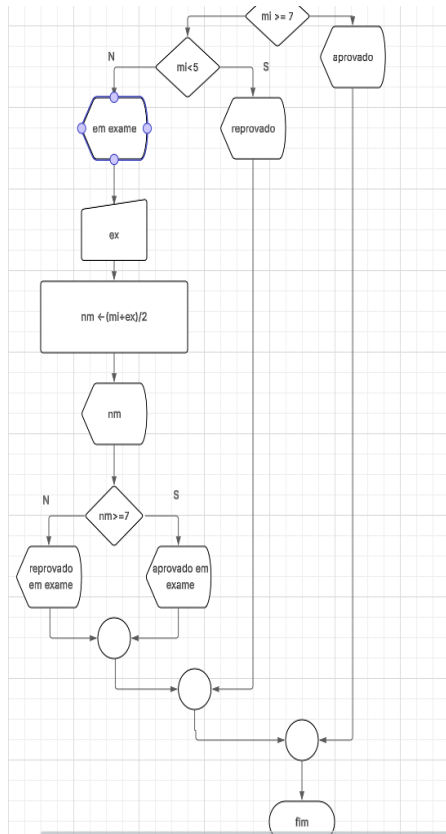 mi >= 7
aprovado
N
mi<5
S
em exame
reprovado
ex
nm ←(mi+ex)/2
nm
N
nm>=7
S
reprovado
em exame
aprovado em
exame
fim